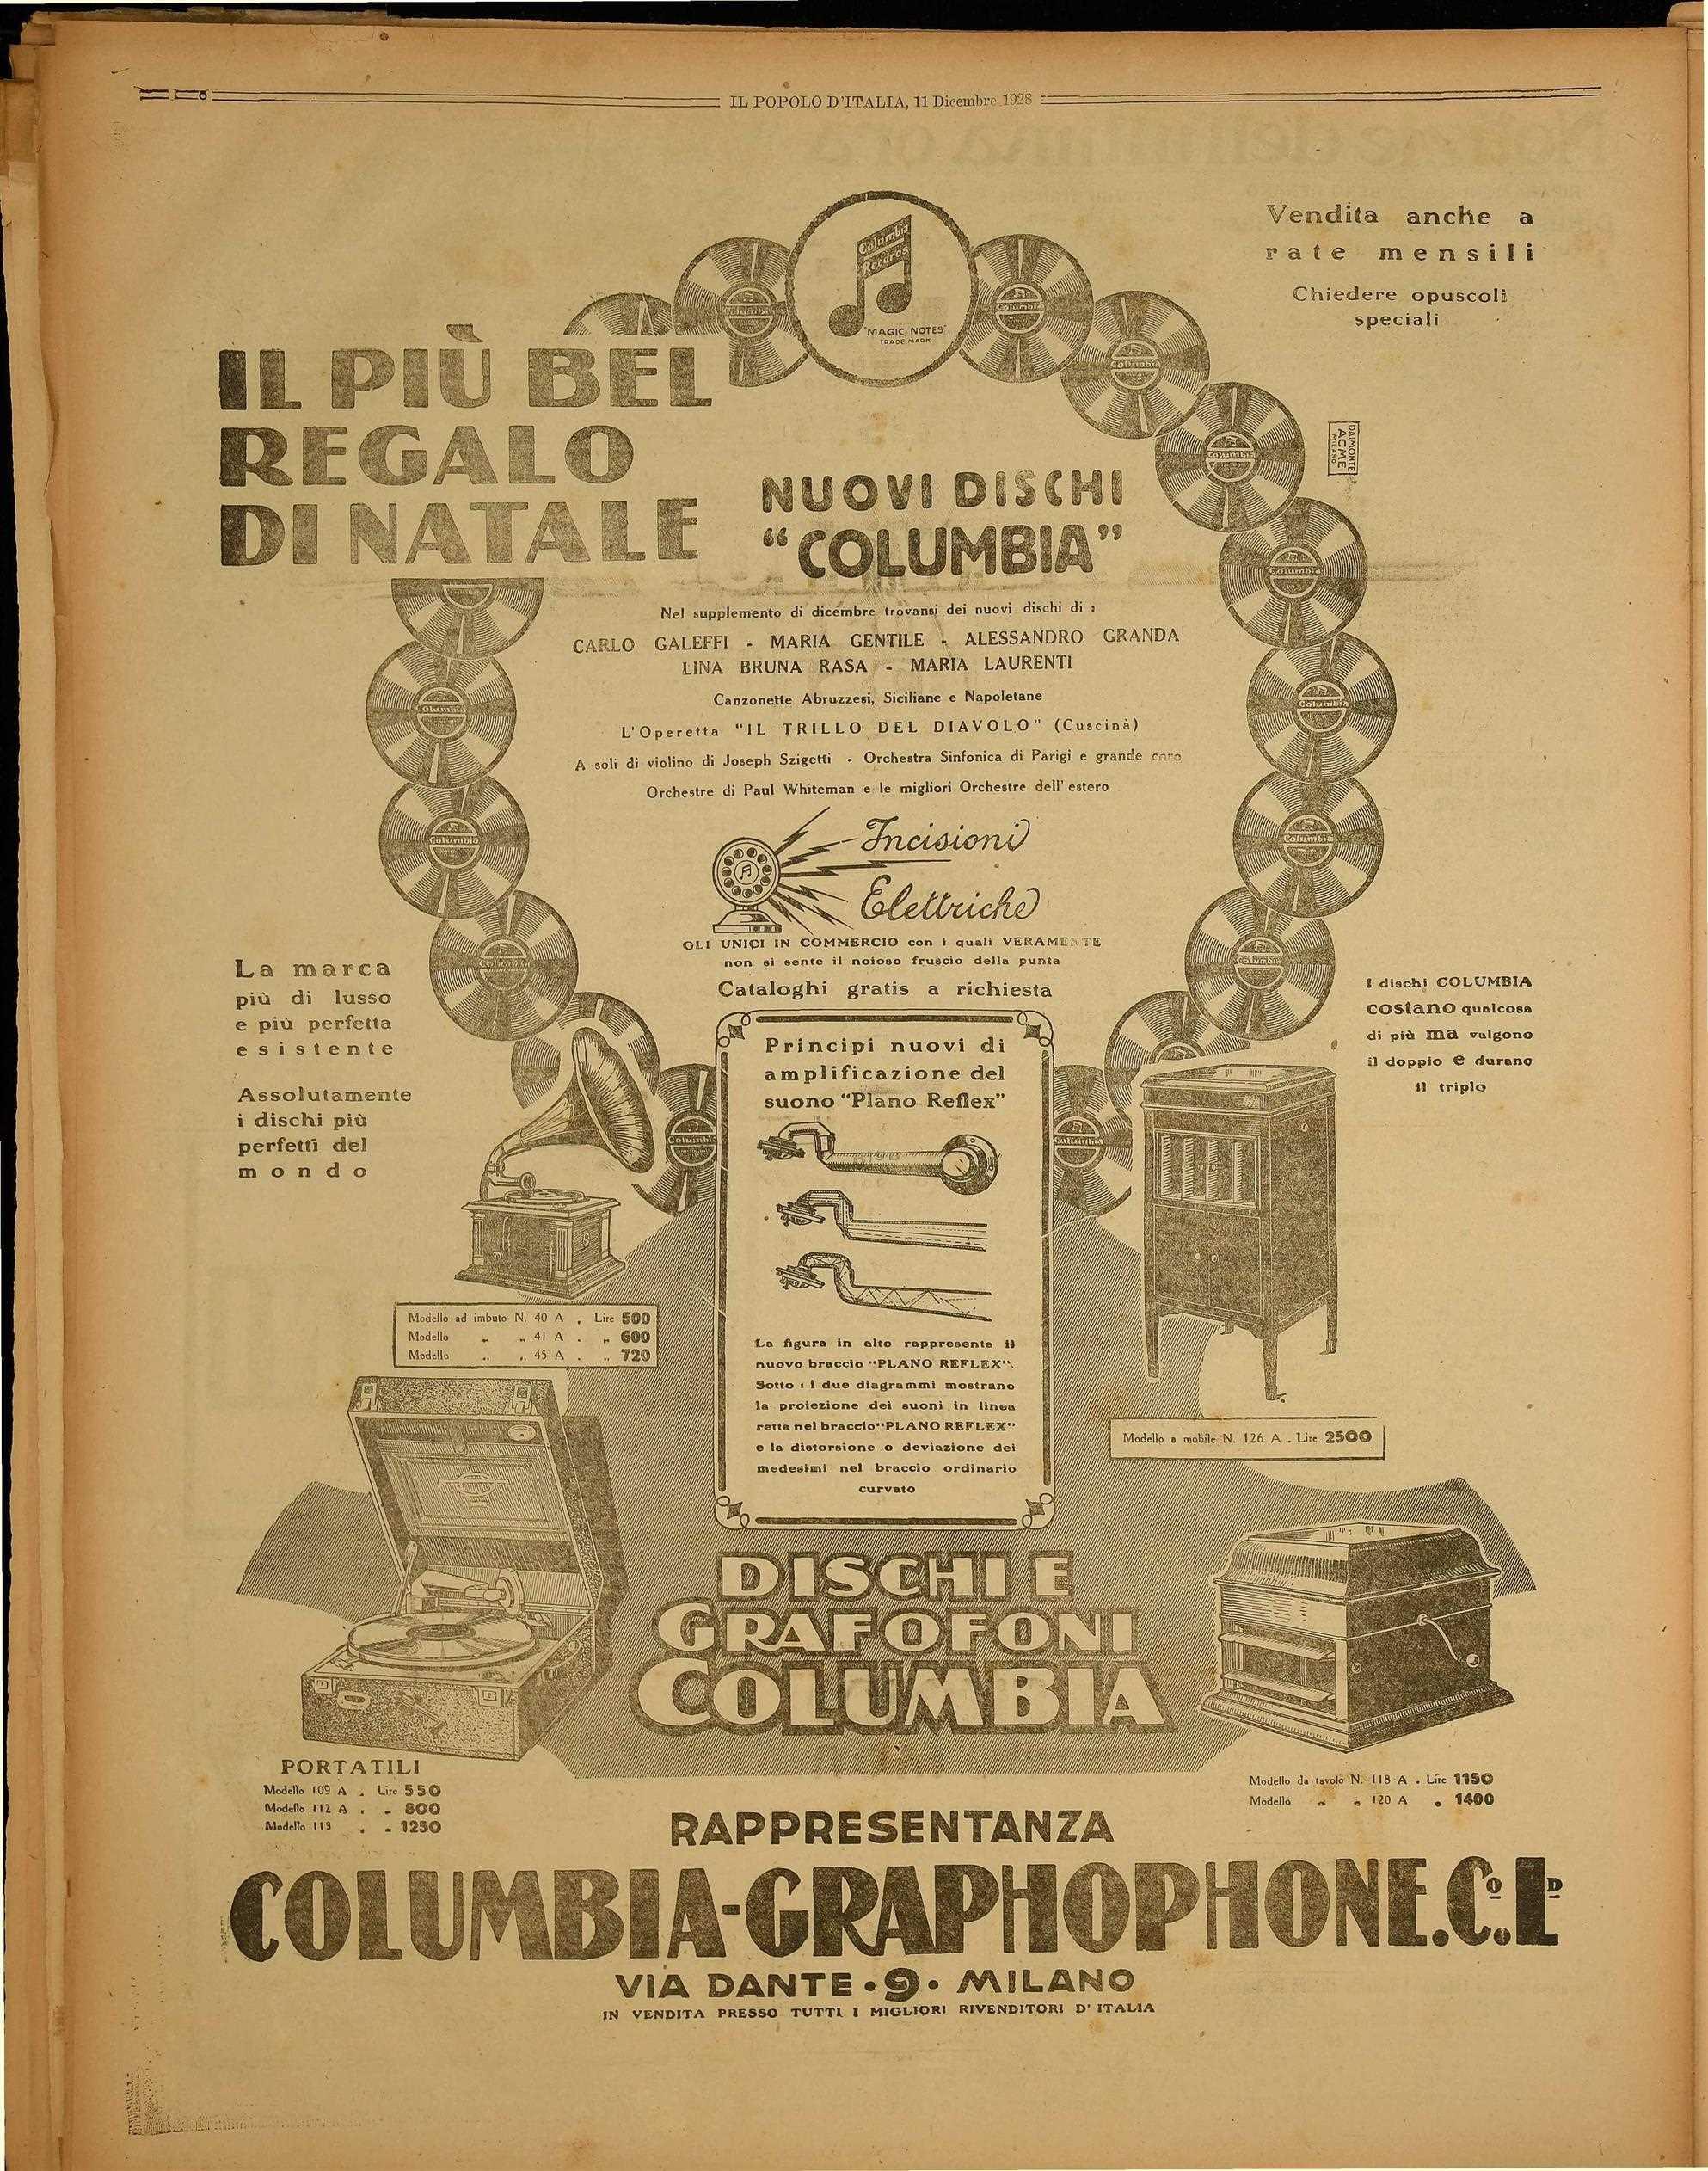 IL POPOLO D'ITALIA, 11 Dicembre 1928
Columbia
Records
"MAGIC NOTES"
TRADE-MARK
Vendita anche a
rate mensili
Chiedere opuscoli
speciali
DALMONTE
ACME
MILANO
IL PIÙ BEL
REGALO
DI NATALE
NUOVI DISCHI
"COLUMBIA"
Nel supplemento di dicembre trovansi dei nuovi dischi di :
CARLO GALEFFI - MARIA GENTILE - ALESSANDRO GRANDA
LINA BRUNA RASA - MARIA LAURENTI
Canzonette Abruzzesi, Siciliane e Napoletane
L'Operetta "IL TRILLO DEL DIAVOLO" (Cuscinà)
A soli di violino di Joseph Szigetti - Orchestra Sinfonica di Parigi e grande coro
Orchestre di Paul Whiteman e le migliori Orchestre dell' estero
Incisioni
Elettriche
GLI UNICI IN COMMERCIO con i quali VERAMENTE
non si sente il noioso fruscio della punta
Cataloghi gratis a richiesta
La marca
più di lusso
e più perfetta
esistente
Assolutamente
i dischi più
perfetti del
mondo
I dischi COLUMBIA
costano qualcosa
di più ma valgono
il doppio e durano
il triplo
Principi nuovi di
amplificazione del
suono "Plano Reflex"
La figura in alto rappresenta il
nuovo braccio "PLANO REFLEX".
Sotto : i due diagrammi mostrano
la proiezione dei suoni in linea
retta nel braccio "PLANO REFLEX"
e la distorsione o deviazione dei
medesimi nel braccio ordinario
curvato
Modello ad imbuto N. 40 A . Lire 500
Modello " " 41 A . " 600
Modello " " 45 A . " 720
Modello a mobile N. 126 A . Lire 2500
DISCHI E
GRAFOFONI
COLUMBIA
PORTATILI
Modello 109 A . Lire 550
Modello 112 A . " 800
Modello 113 . " 1250
Modello da tavolo N. 118 A . Lire 1150
Modello " " 120 A " 1400
RAPPRESENTANZA
COLUMBIA-GRAPHOPHONE. Co. LD
VIA DANTE • 9 • MILANO
IN VENDITA PRESSO TUTTI I MIGLIORI RIVENDITORI D' ITALIA